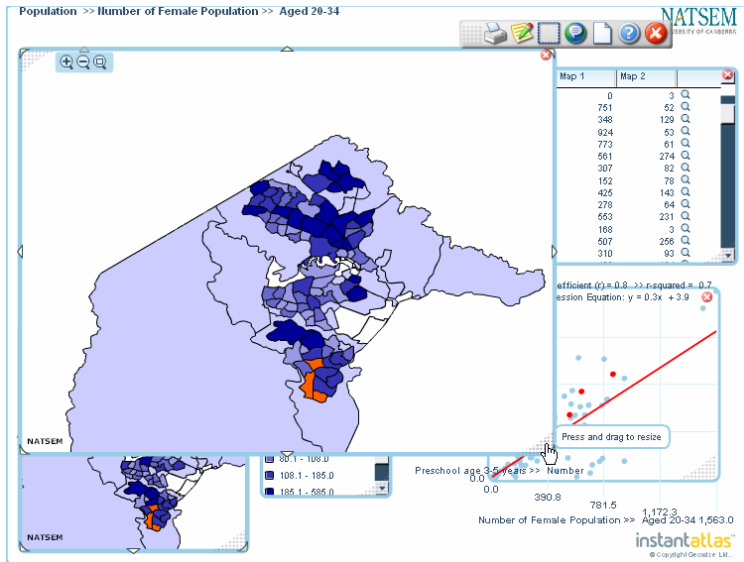 Population >> Number of Female Population >> Aged 20-34
NATSEM
UNIVERSITY OF CANBERRA
Map 1 Map 2
0 3
751 52
348 129
924 53
773 61
561 274
307 82
152 78
425 143
278 64
553 231
168 3
507 256
310 93
efficient (r) = 0.8 >> r-squared = 0.7
ession Equation: y = 0.3x + 3.9
Press and drag to resize
NATSEM
80.1 - 108.0
108.1 - 185.0
185.1 - 585.0
Preschool age 3-5 years >> Number
0.0
0.0
390.8
781.5
1,172.3
Number of Female Population >> Aged 20-34 1,563.0
NATSEM
instantatlas™
© Copyright Geowise Ltd.